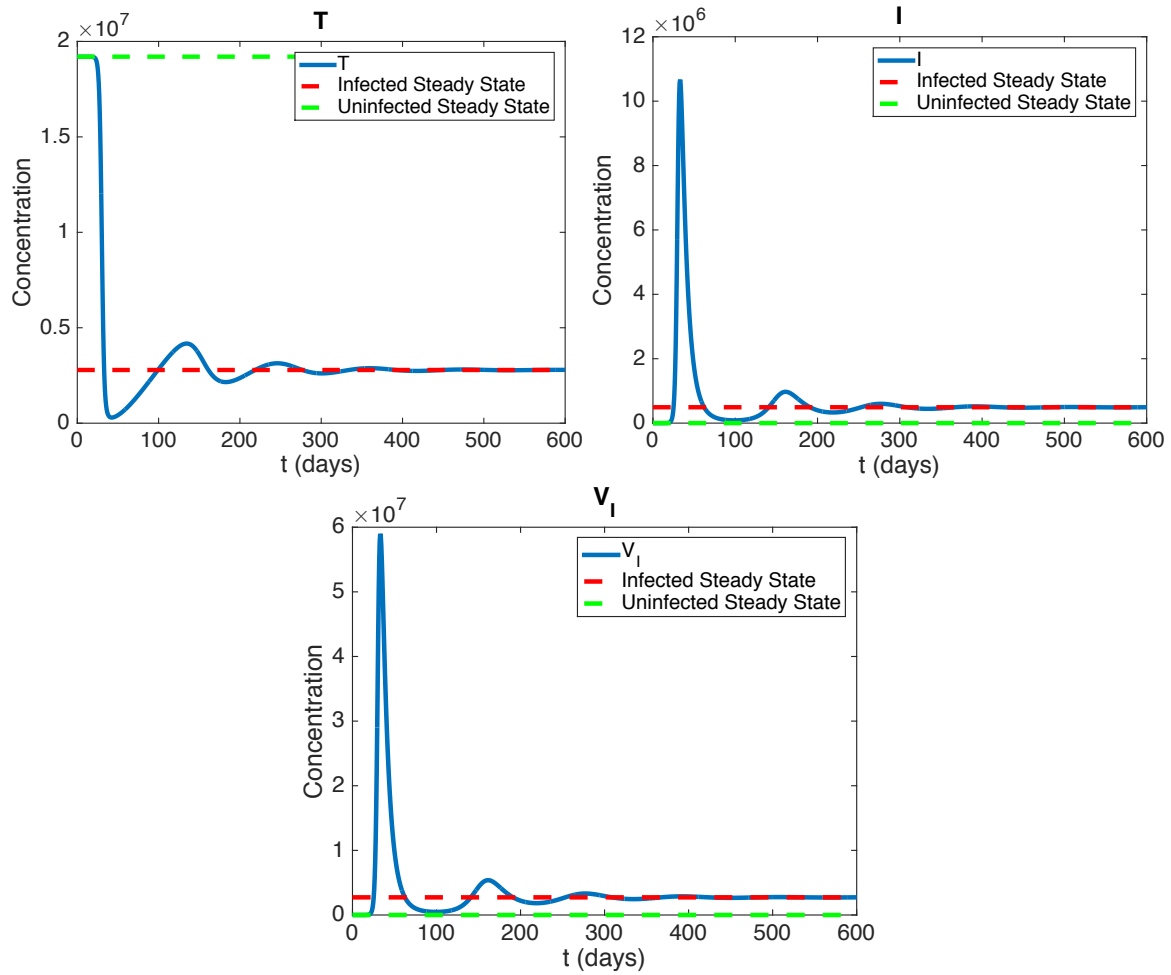 T
×10^7
2
1.5
1
0.5
0
Concentration
0 100 200 300 400 500 600
t (days)
T
Infected Steady State
Uninfected Steady State
I
×10^6
12
10
8
6
4
2
0
Concentration
0 100 200 300 400 500 600
t (days)
I
Infected Steady State
Uninfected Steady State
V_I
×10^7
6
5
4
3
2
1
0
Concentration
0 100 200 300 400 500 600
t (days)
V_I
Infected Steady State
Uninfected Steady State